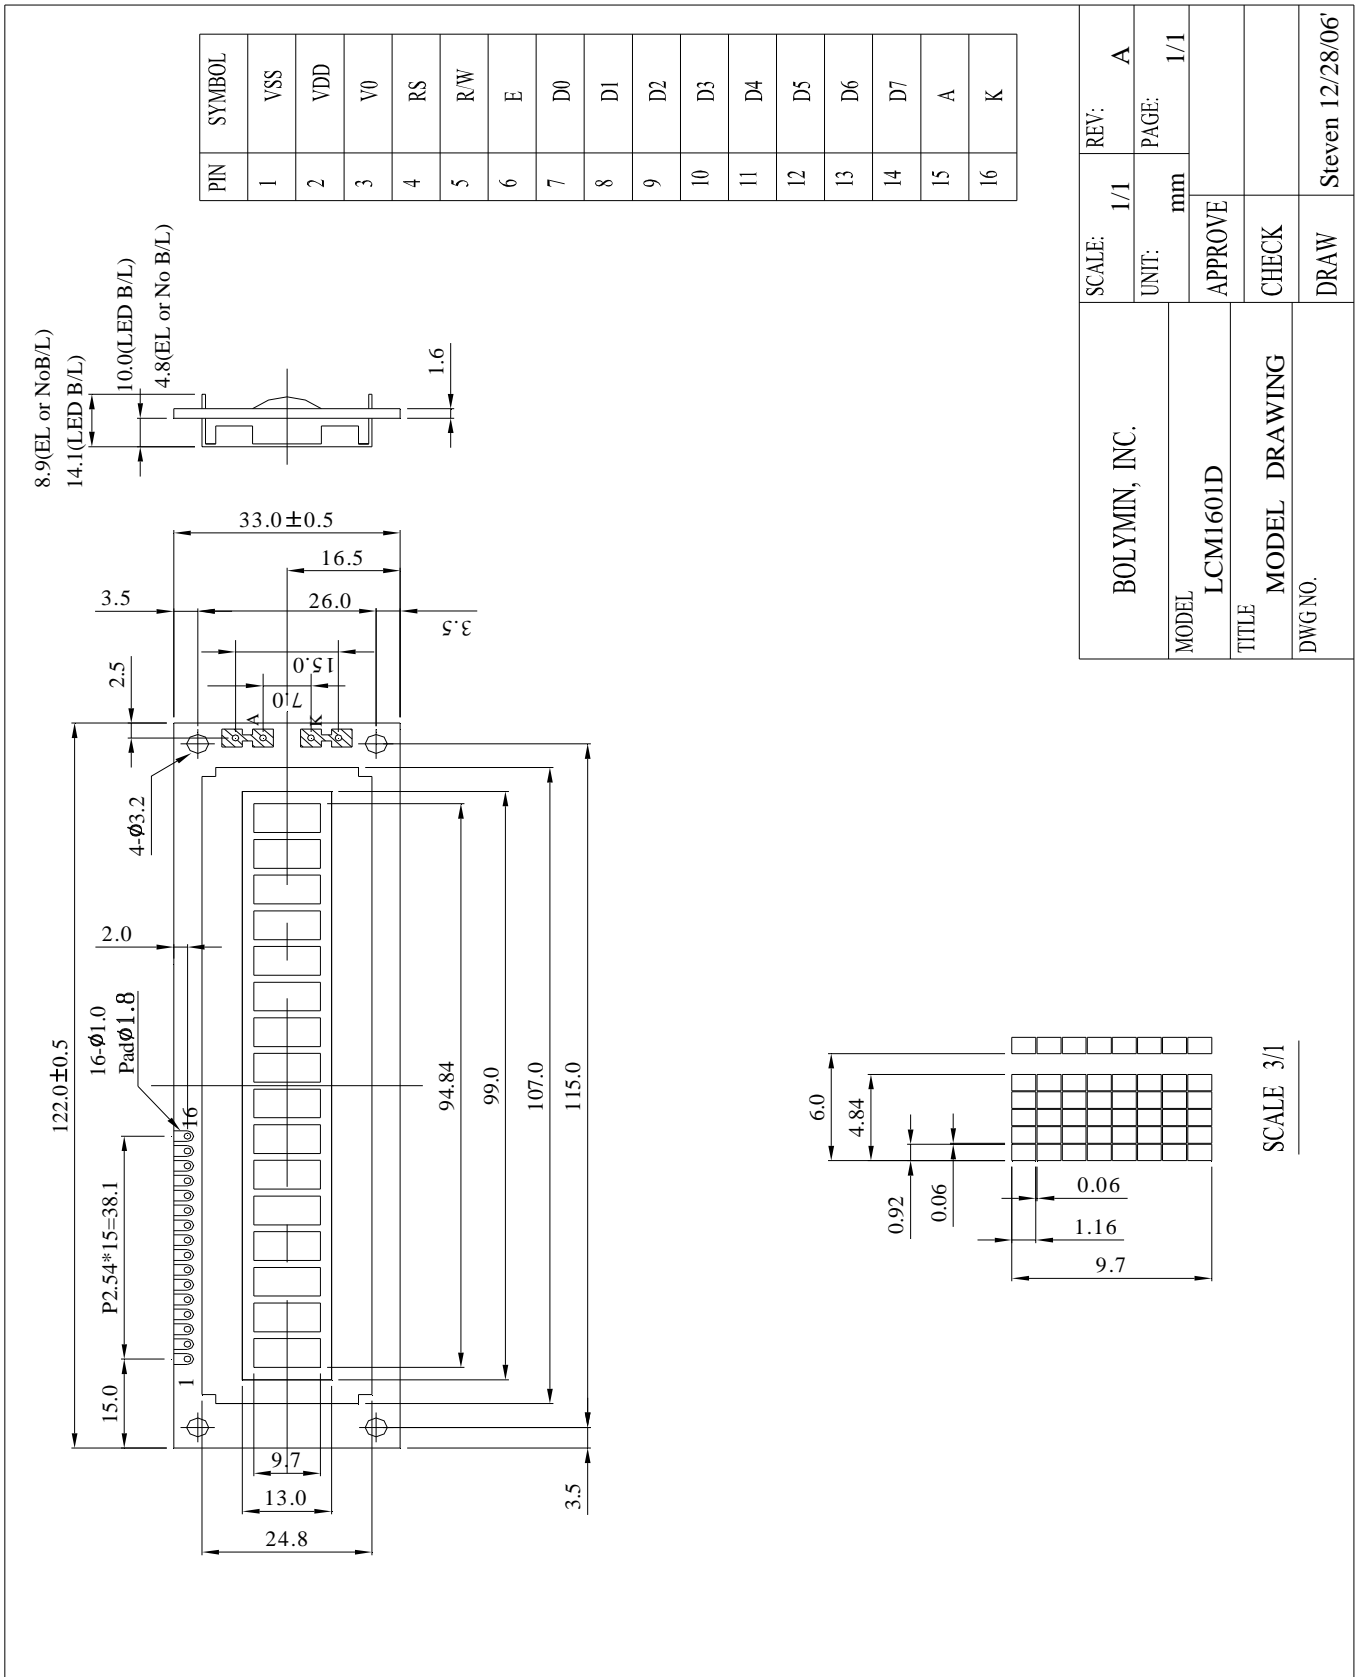 PIN SYMBOL
1 VSS
2 VDD
3 V0
4 RS
5 R/W
6 E
7 D0
8 D1
9 D2
10 D3
11 D4
12 D5
13 D6
14 D7
15 A
16 K
8.9(EL or NoB/L)
14.1(LED B/L)
10.0(LED B/L)
4.8(EL or No B/L)
1.6
122.0±0.5
15.0
P2.54*15=38.1
16-Ø1.0
PadØ1.8
2.0
4-Ø3.2
2.5
3.5
1
16
A
K
33.0±0.5
16.5
26.0
3.5
15.0
7.0
9.7
13.0
24.8
94.84
99.0
107.0
115.0
3.5
6.0
4.84
0.92
0.06
0.06
1.16
9.7
SCALE 3/1
BOLYMIN, INC.
MODEL
LCM1601D
TITLE
MODEL DRAWING
DWG NO.
SCALE: 1/1
REV: A
UNIT: mm
PAGE: 1/1
APPROVE
CHECK
DRAW Steven 12/28/06'